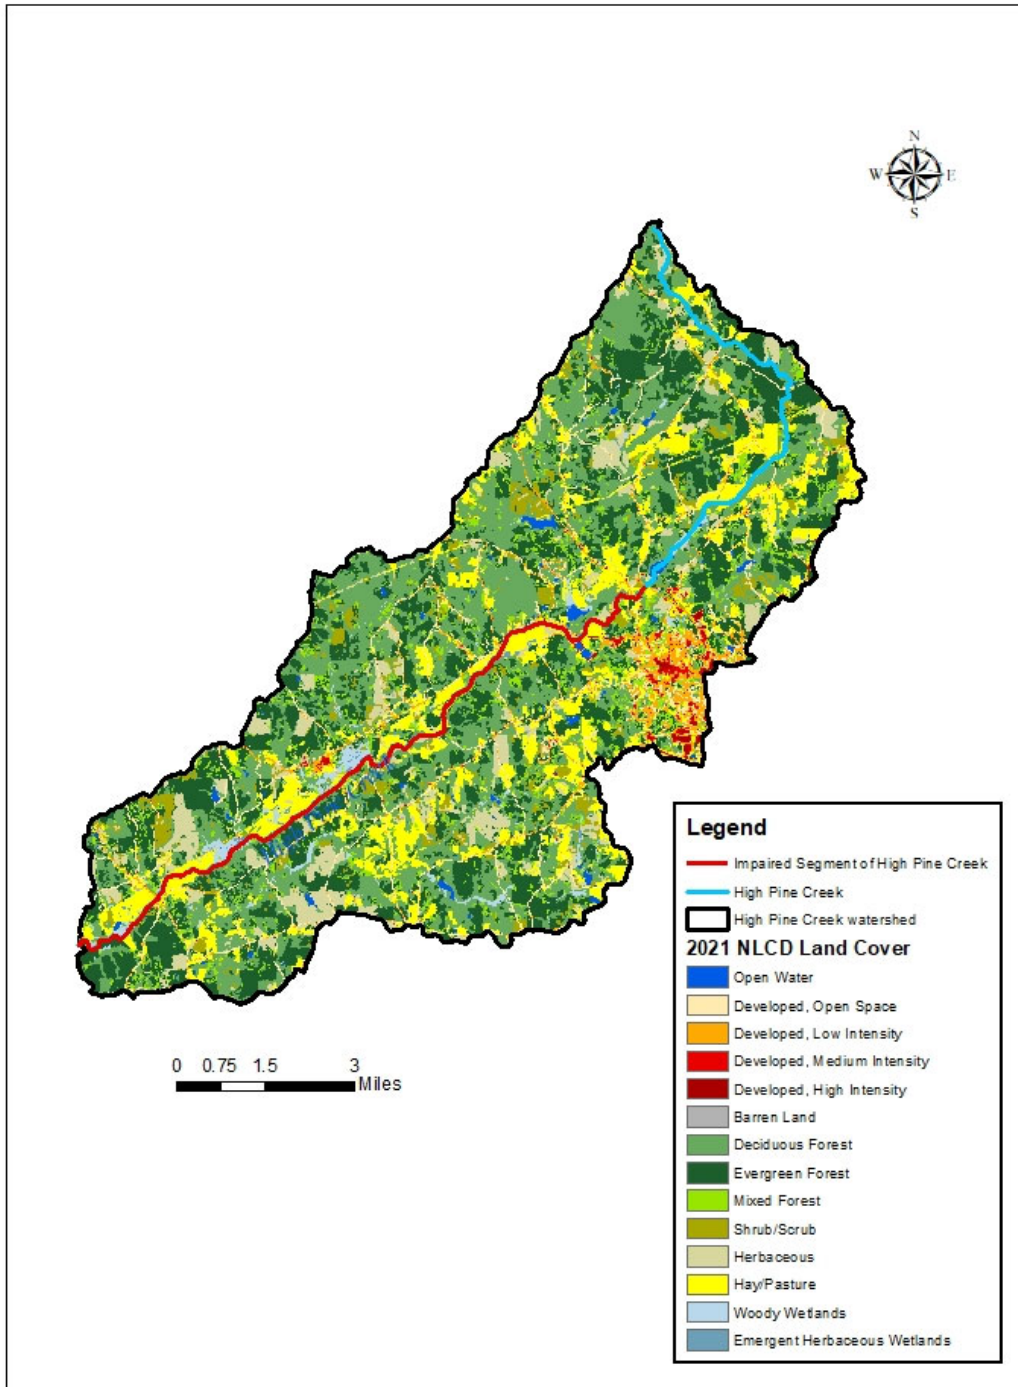 N
W E
S
Legend
Impaired Segment of High Pine Creek
High Pine Creek
High Pine Creek watershed
2021 NLCD Land Cover
Open Water
Developed, Open Space
Developed, Low Intensity
Developed, Medium Intensity
Developed, High Intensity
Barren Land
Deciduous Forest
Evergreen Forest
Mixed Forest
Shrub/Scrub
Herbaceous
Hay/Pasture
Woody Wetlands
Emergent Herbaceous Wetlands
0 0.75 1.5 3
Miles